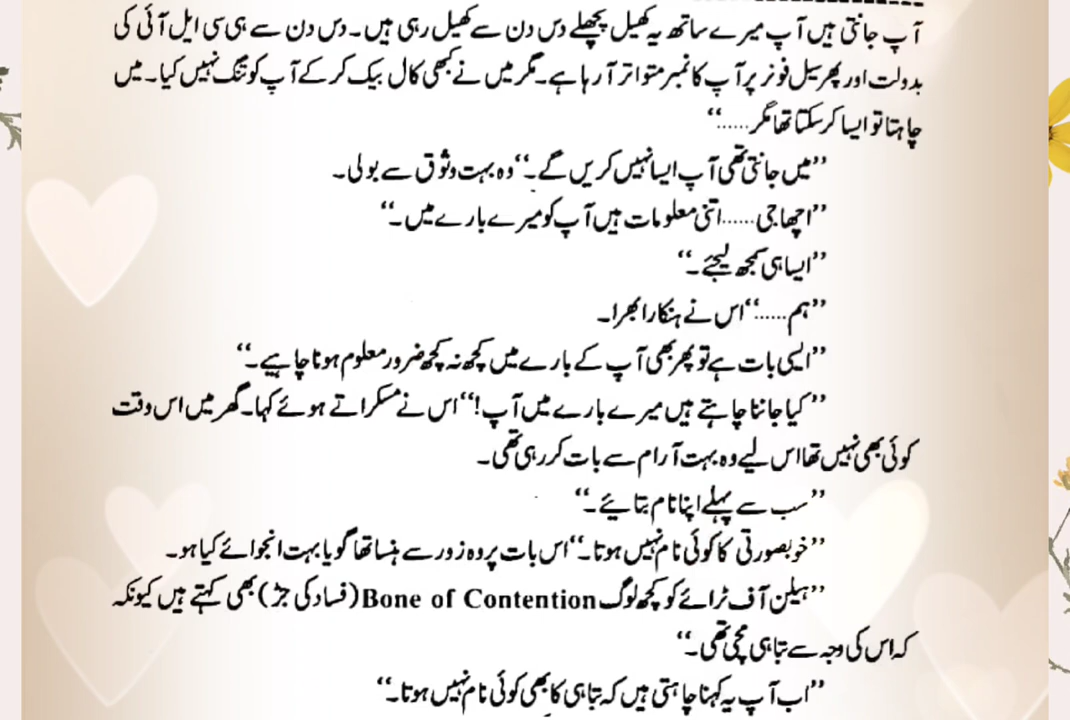 آپ جانتی ہیں آپ میرے ساتھ یہ کھیل پچھلے دس دن سے کھیل رہی ہیں۔ دس دن سے ہی سی ایل آئی کی
بدولت اور پھر سیل فونز پر آپ کا نمبر متواتر آ رہا ہے۔ مگر میں نے کبھی کال بیک کر کے آپ کو تنگ نہیں کیا۔ میں
چاہتا تو ایسا کر سکتا تھا مگر......‘‘
’’میں جانتی تھی آپ ایسا نہیں کریں گے۔‘‘ وہ بہت وثوق سے بولی۔
’’اچھا جی......اتنی معلومات ہیں آپ کو میرے بارے میں۔‘‘
’’ایسا ہی سمجھ لیجئے۔‘‘
’’ہم......‘‘ اس نے ہنکارا بھرا۔
’’ایسی بات ہے تو پھر بھی آپ کے بارے میں کچھ نہ کچھ ضرور معلوم ہونا چاہیے۔‘‘
’’کیا جاننا چاہتے ہیں میرے بارے میں آپ!‘‘ اس نے مسکراتے ہوئے کہا۔ گھر میں اس وقت
کوئی بھی نہیں تھا اس لیے وہ بہت آرام سے بات کر رہی تھی۔
’’سب سے پہلے اپنا نام بتائیے۔‘‘
’’خوبصورتی کا کوئی نام نہیں ہوتا۔‘‘ اس بات پر وہ زور سے ہنسا تھا گویا بہت انجوائے کیا ہو۔
’’ہیلن آف ٹرائے کو کچھ لوگ Bone of Contention (فساد کی جڑ) بھی کہتے ہیں کیونکہ
کہ اس کی وجہ سے تباہی مچی تھی۔‘‘
’’اب آپ یہ کہنا چاہتی ہیں کہ تباہی کا بھی کوئی نام نہیں ہوتا۔‘‘